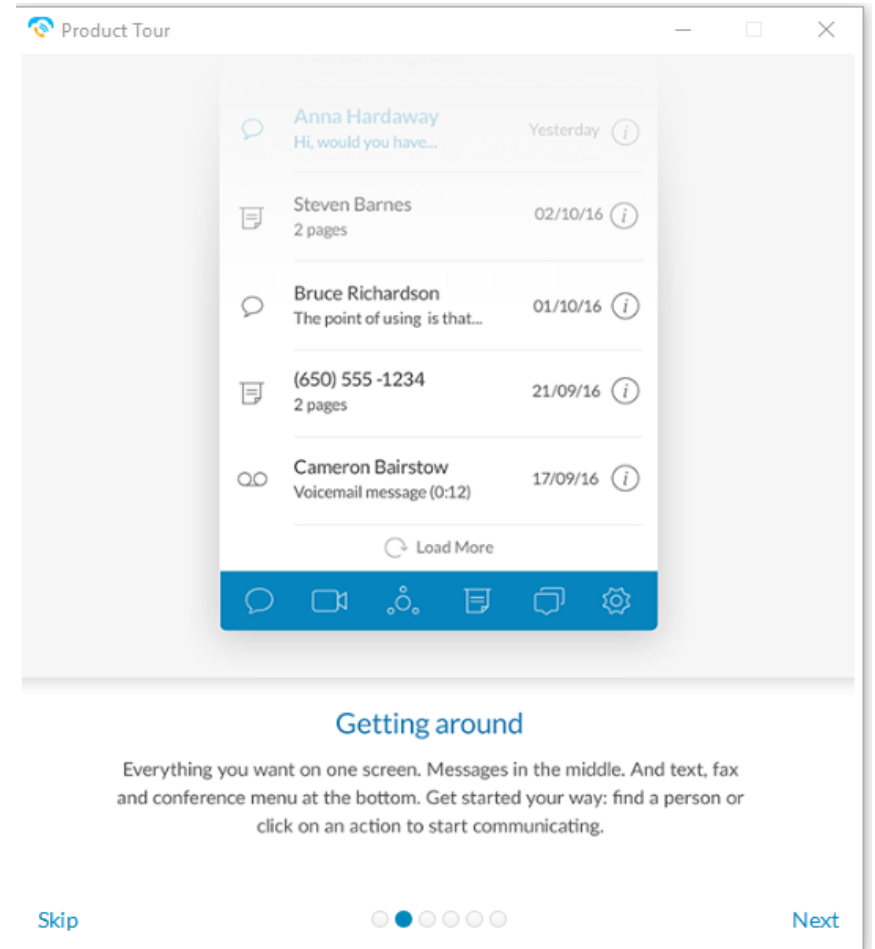 Product Tour
Anna Hardaway
Hi, would you have...
Yesterday
Steven Barnes
2 pages
02/10/16
Bruce Richardson
The point of using is that...
01/10/16
(650) 555 -1234
2 pages
21/09/16
Cameron Bairstow
Voicemail message (0:12)
17/09/16
Load More
Getting around
Everything you want on one screen. Messages in the middle. And text, fax
and conference menu at the bottom. Get started your way: find a person or
click on an action to start communicating.
Skip
Next